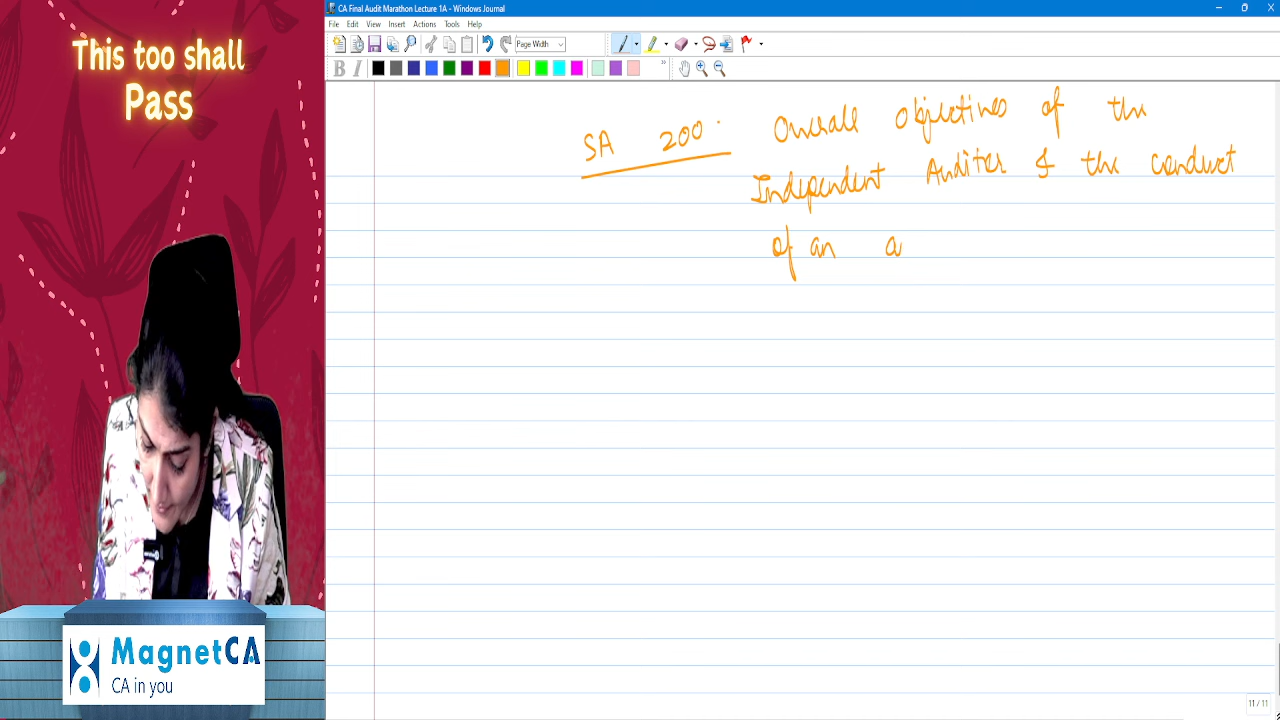 This too shall
Pass
CA Final Audit Marathon Lecture 1A - Windows Journal
File Edit View Insert Actions Tools Help
Page Width
B I
SA 200 Overall objectives of the
Independent Auditor & the conduct
of an a
MagnetCA
CA in you
11 / 11